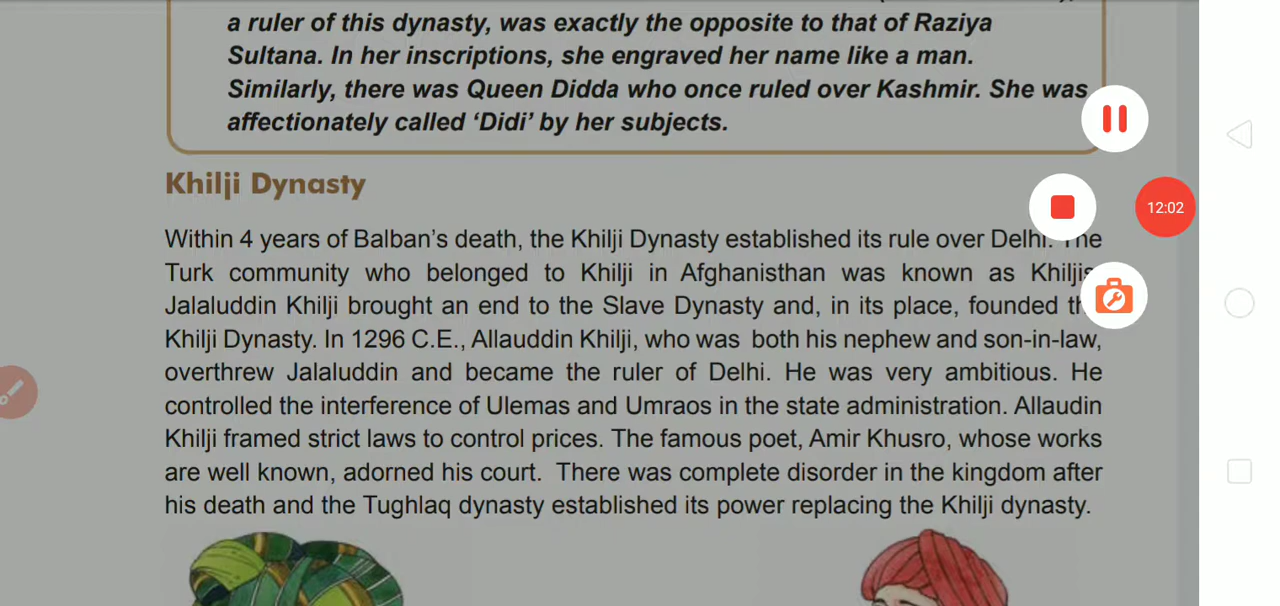 a ruler of this dynasty, was exactly the opposite to that of Raziya
Sultana. In her inscriptions, she engraved her name like a man.
Similarly, there was Queen Didda who once ruled over Kashmir. She was
affectionately called ‘Didi’ by her subjects.
Khilji Dynasty
Within 4 years of Balban’s death, the Khilji Dynasty established its rule over Delhi. The
Turk community who belonged to Khilji in Afghanisthan was known as Khiljis
Jalaluddin Khilji brought an end to the Slave Dynasty and, in its place, founded
Khilji Dynasty. In 1296 C.E., Allauddin Khilji, who was both his nephew and son-in-law,
overthrew Jalaluddin and became the ruler of Delhi. He was very ambitious. He
controlled the interference of Ulemas and Umraos in the state administration. Allaudin
Khilji framed strict laws to control prices. The famous poet, Amir Khusro, whose works
are well known, adorned his court. There was complete disorder in the kingdom after
his death and the Tughlaq dynasty established its power replacing the Khilji dynasty.
12:02